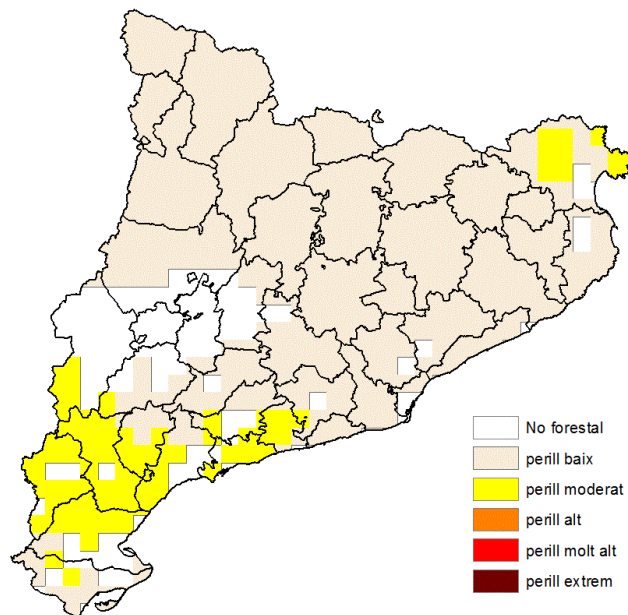 No forestal
perill baix
perill moderat
perill alt
perill molt alt
perill extrem